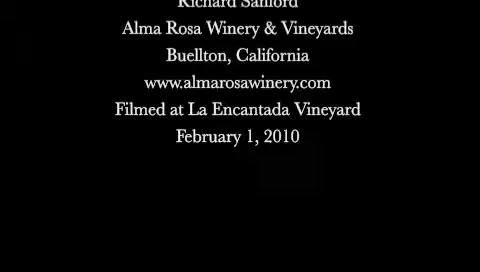 Richard Sanford
Alma Rosa Winery & Vineyards
Buellton, California
www.almarosawinery.com
Filmed at La Encantada Vineyard
February 1, 2010